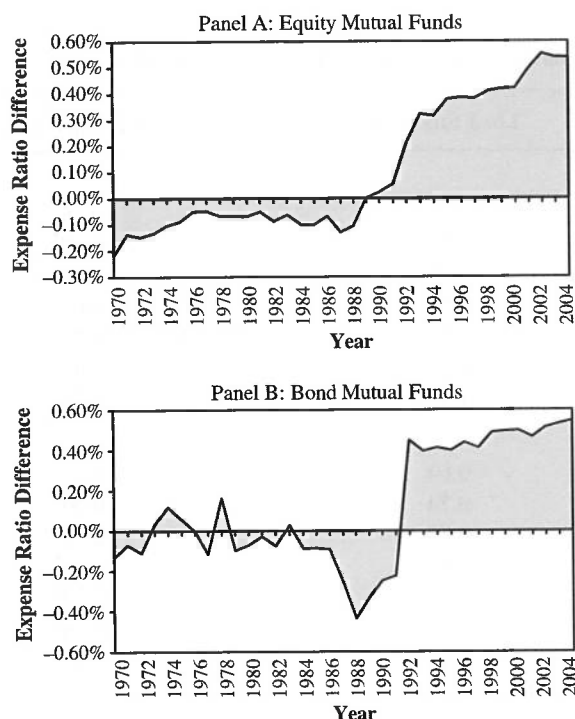 Panel A: Equity Mutual Funds
Expense Ratio Difference
0.60%
0.50%
0.40%
0.30%
0.20%
0.10%
0.00%
−0.10%
−0.20%
−0.30%
1970 1972 1974 1976 1978 1980 1982 1984 1986 1988 1990 1992 1994 1996 1998 2000 2002 2004
Year
Panel B: Bond Mutual Funds
Expense Ratio Difference
0.60%
0.40%
0.20%
0.00%
−0.20%
−0.40%
−0.60%
1970 1972 1974 1976 1978 1980 1982 1984 1986 1988 1990 1992 1994 1996 1998 2000 2002 2004
Year